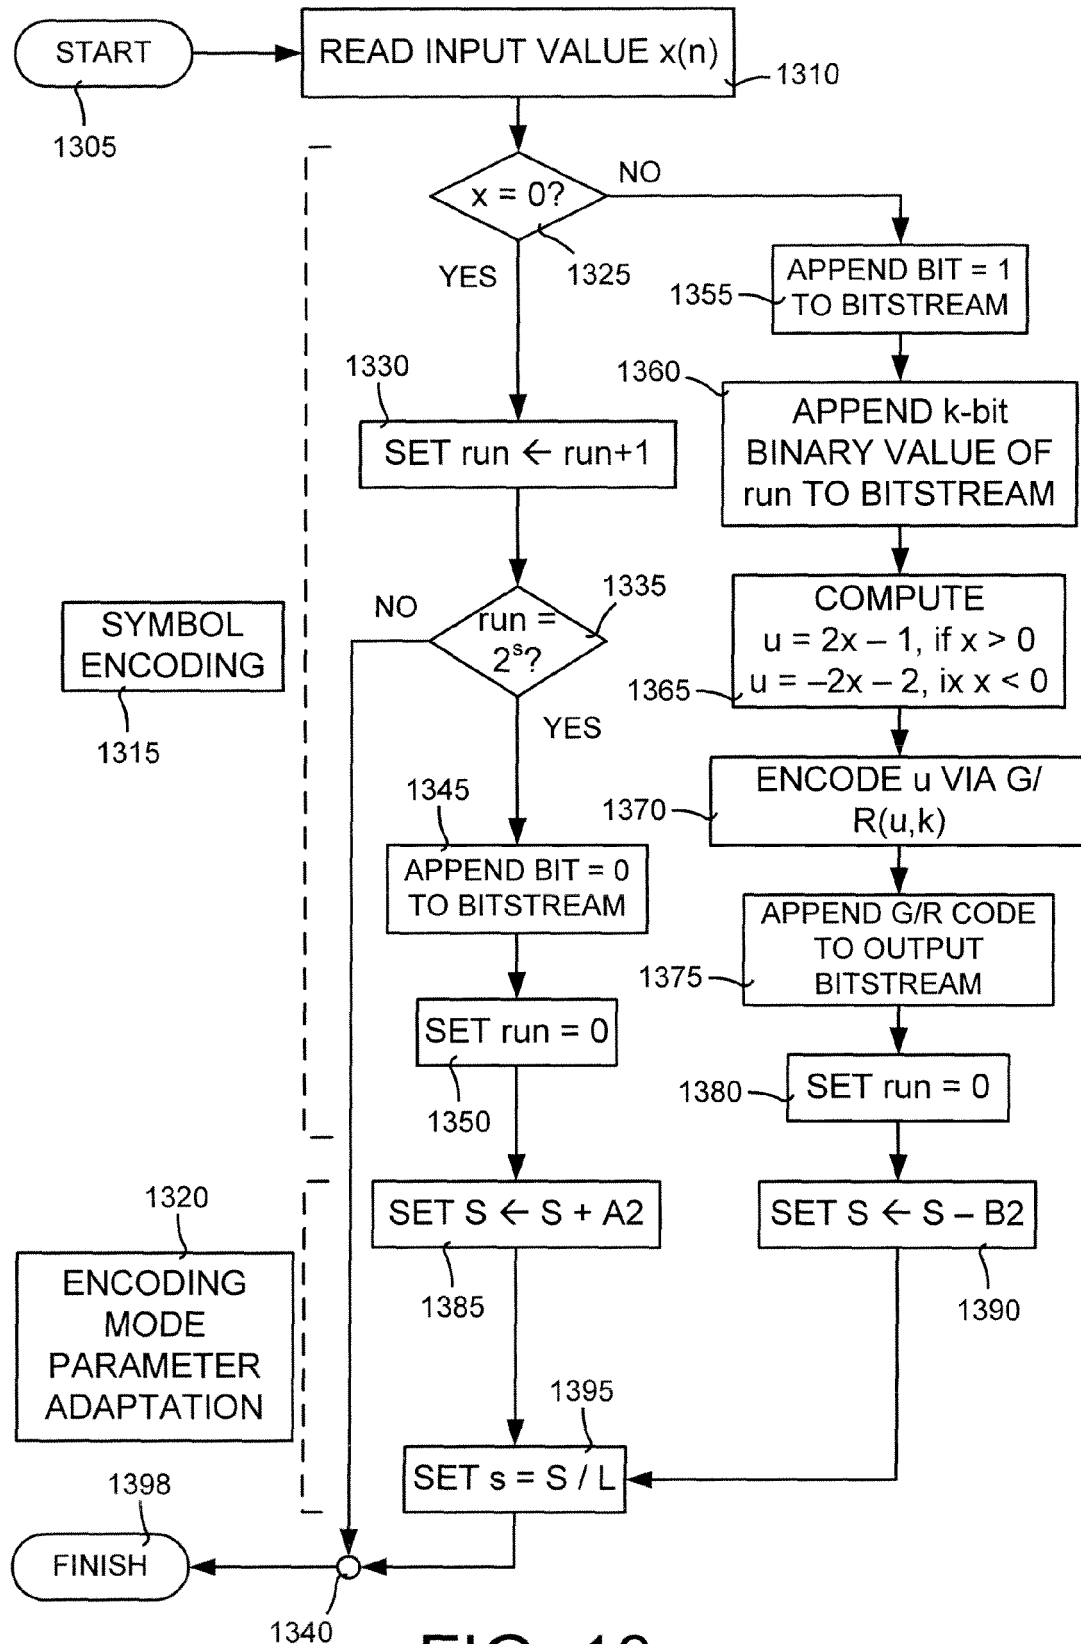 START
READ INPUT VALUE x(n)
1310
1305
x = 0?
NO
1325
YES
APPEND BIT = 1
TO BITSTREAM
1355
1330
SET run ← run+1
1360
APPEND k-bit
BINARY VALUE OF
run TO BITSTREAM
1335
NO
run =
2ˢ?
YES
SYMBOL
ENCODING
1315
COMPUTE
u = 2x – 1, if x > 0
u = –2x – 2, ix x < 0
1365
1345
APPEND BIT = 0
TO BITSTREAM
ENCODE u VIA G/
R(u,k)
1370
APPEND G/R CODE
TO OUTPUT
BITSTREAM
1375
SET run = 0
1350
SET run = 0
1380
1320
ENCODING
MODE
PARAMETER
ADAPTATION
SET S ← S + A2
1385
SET S ← S – B2
1390
1395
SET s = S / L
1398
FINISH
1340